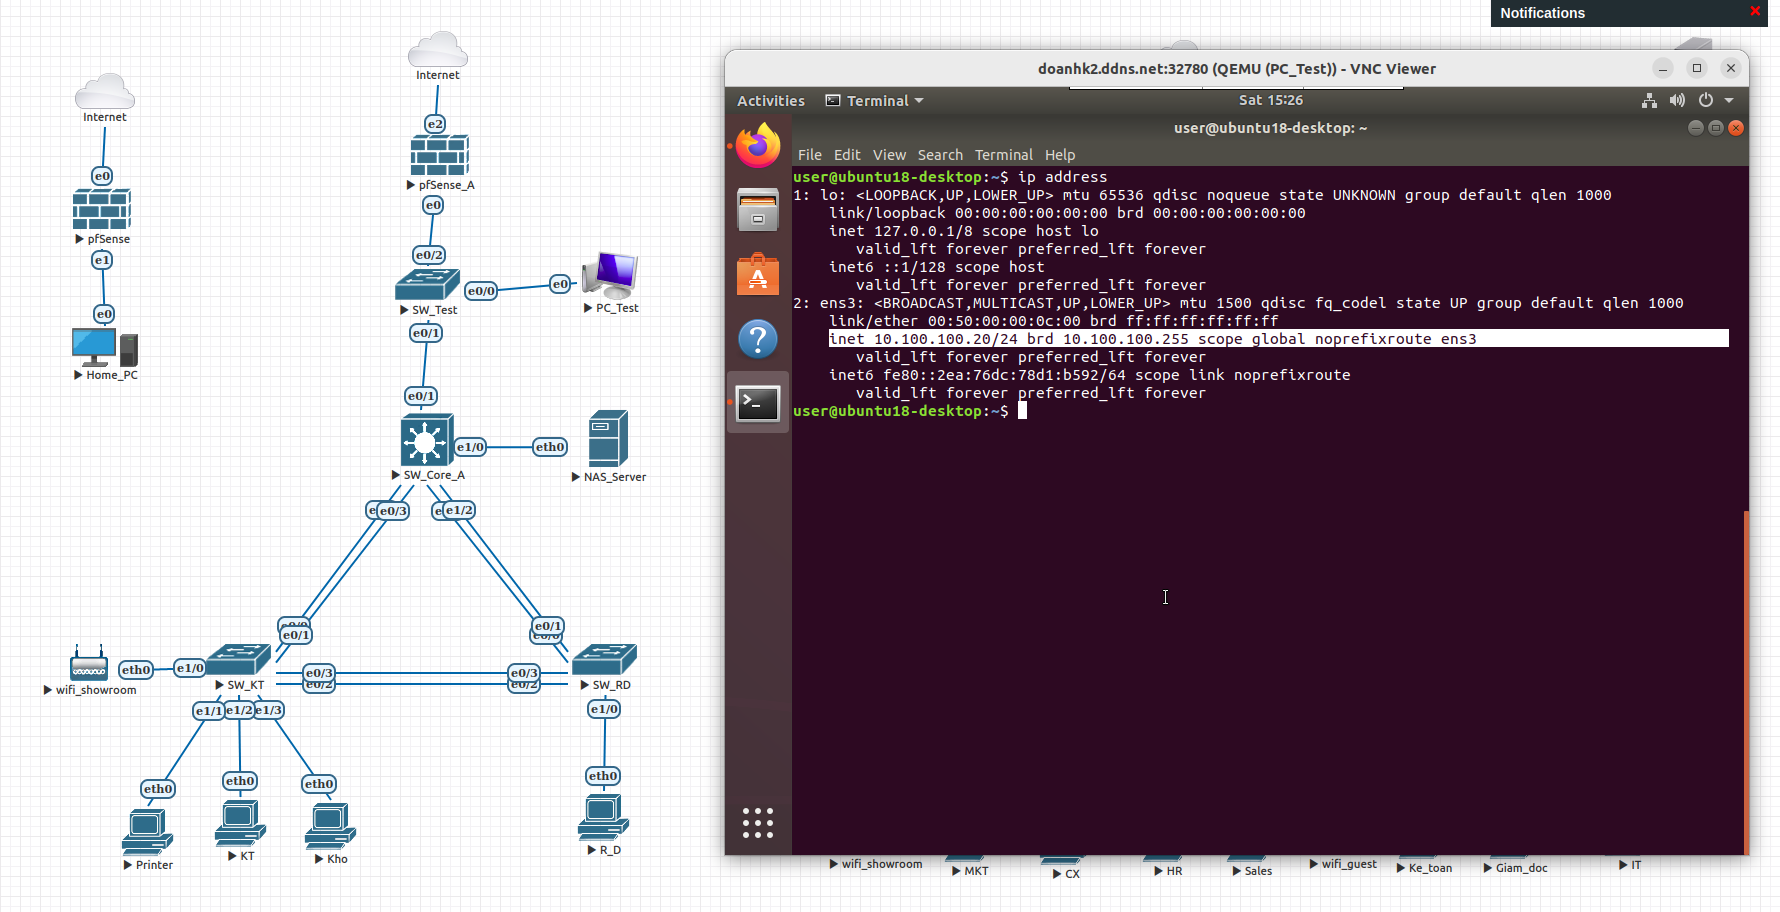 Notifications
Internet
Internet
e2
e0
pfSense_A
pfSense
e0
e1
e0/2
e0/0
e0
SW_Test
PC_Test
e0
e0/1
Home_PC
e0/1
e1/0
eth0
SW_Core_A
NAS_Server
e0/3
e1/2
e0/1
e0/1
e0/0
eth0
e1/0
e0/3
e0/3
e0/2
e0/2
wifi_showroom
SW_KT
SW_RD
e1/1
e1/2
e1/3
e1/0
eth0
eth0
eth0
eth0
Printer
KT
Kho
R_D
doanhk2.ddns.net:32780 (QEMU (PC_Test)) - VNC Viewer
Activities Terminal Sat 15:26
user@ubuntu18-desktop: ~
File Edit View Search Terminal Help
user@ubuntu18-desktop:~$ ip address
1: lo: <LOOPBACK,UP,LOWER_UP> mtu 65536 qdisc noqueue state UNKNOWN group default qlen 1000
link/loopback 00:00:00:00:00:00 brd 00:00:00:00:00:00
inet 127.0.0.1/8 scope host lo
valid_lft forever preferred_lft forever
inet6 ::1/128 scope host
valid_lft forever preferred_lft forever
2: ens3: <BROADCAST,MULTICAST,UP,LOWER_UP> mtu 1500 qdisc fq_codel state UP group default qlen 1000
link/ether 00:50:00:00:0c:00 brd ff:ff:ff:ff:ff:ff
inet 10.100.100.20/24 brd 10.100.100.255 scope global noprefixroute ens3
valid_lft forever preferred_lft forever
inet6 fe80::2ea:76dc:78d1:b592/64 scope link noprefixroute
valid_lft forever preferred_lft forever
user@ubuntu18-desktop:~$
wifi_showroom
MKT
CX
HR
Sales
wifi_guest
Ke_toan
Giam_doc
IT